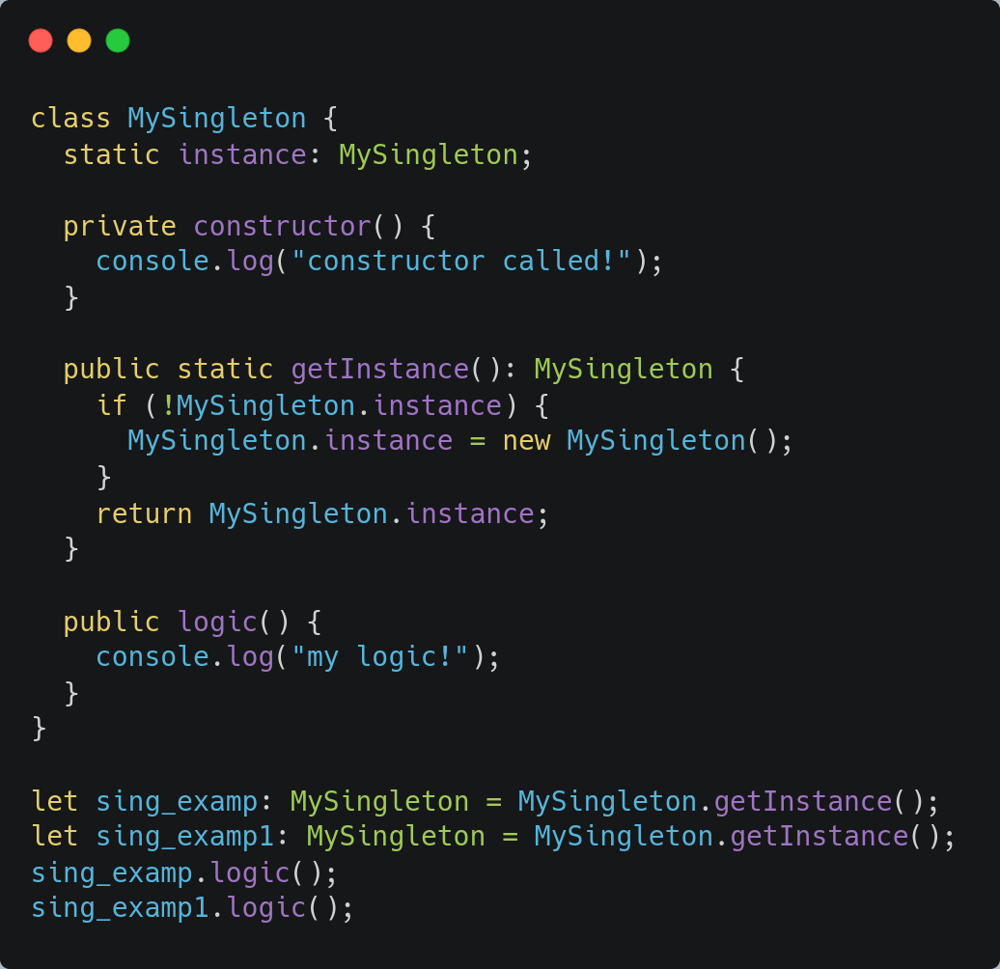 class MySingleton {
  static instance: MySingleton;

  private constructor() {
    console.log("constructor called!");
  }

  public static getInstance(): MySingleton {
    if (!MySingleton.instance) {
      MySingleton.instance = new MySingleton();
    }
    return MySingleton.instance;
  }

  public logic() {
    console.log("my logic!");
  }
}

let sing_examp: MySingleton = MySingleton.getInstance();
let sing_examp1: MySingleton = MySingleton.getInstance();
sing_examp.logic();
sing_examp1.logic();